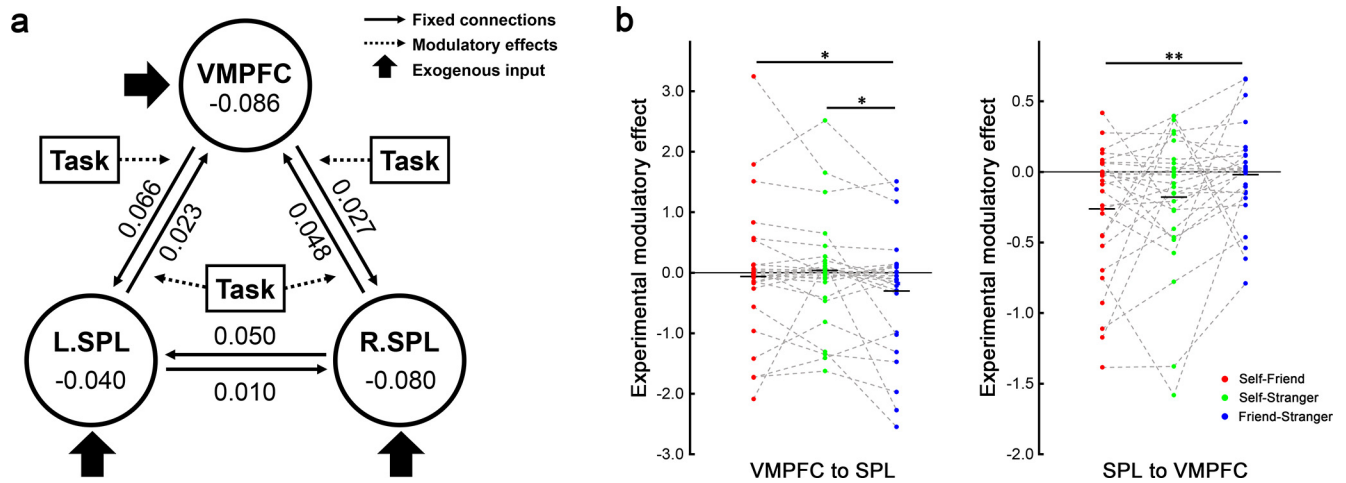 a
VMPFC
-0.086
Fixed connections
Modulatory effects
Exogenous input
Task
Task
0.066
0.023
0.027
0.048
Task
L.SPL
-0.040
0.050
0.010
R.SPL
-0.080
b
Experimental modulatory effect
3.0
2.0
1.0
0.0
-1.0
-2.0
-3.0
*
*
VMPFC to SPL
Experimental modulatory effect
0.5
0.0
-0.5
-1.0
-1.5
-2.0
**
Self-Friend
Self-Stranger
Friend-Stranger
SPL to VMPFC